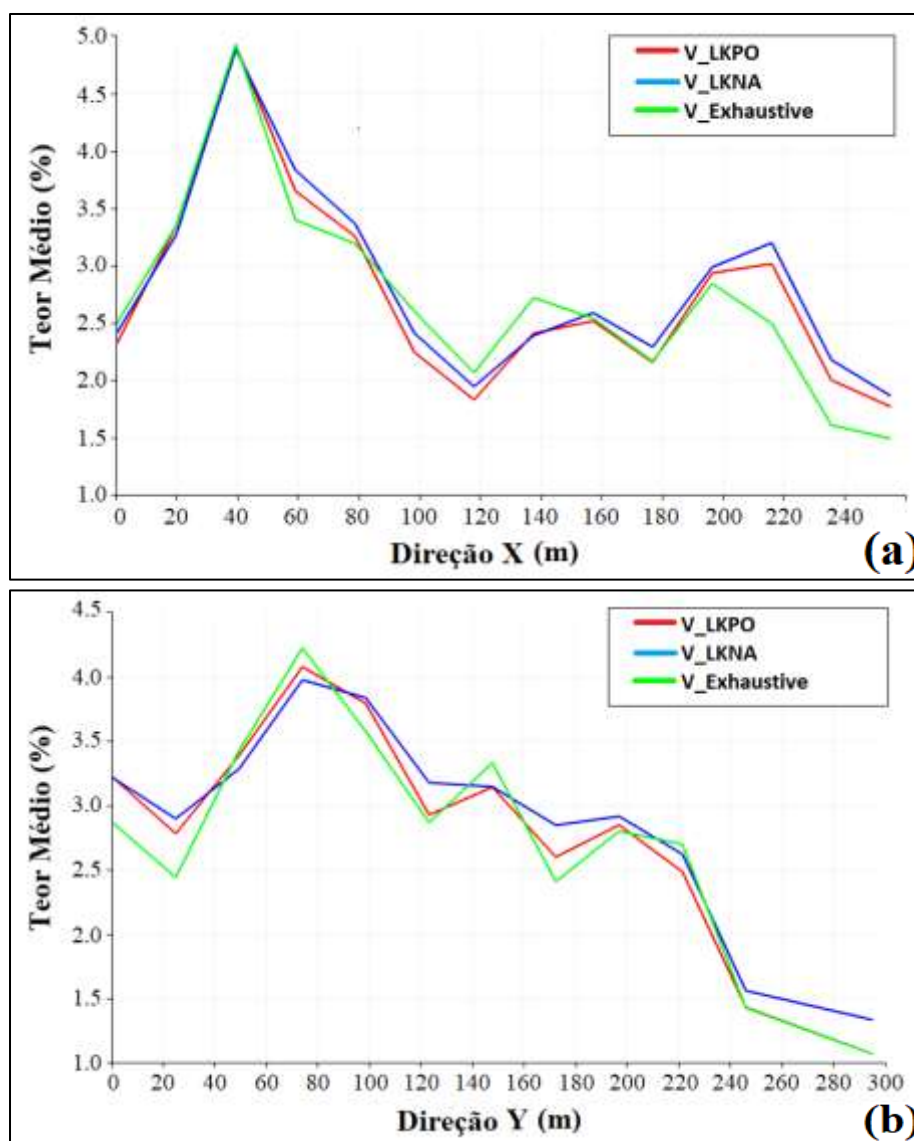 5.0
4.5
4.0
3.5
3.0
2.5
2.0
1.5
1.0
Teor Médio (%)
V_LKPO
V_LKNA
V_Exhaustive
0 20 40 60 80 100 120 140 160 180 200 220 240
Direção X (m)
(a)
4.5
4.0
3.5
3.0
2.5
2.0
1.5
1.0
Teor Médio (%)
V_LKPO
V_LKNA
V_Exhaustive
0 20 40 60 80 100 120 140 160 180 200 220 240 260 280 300
Direção Y (m)
(b)